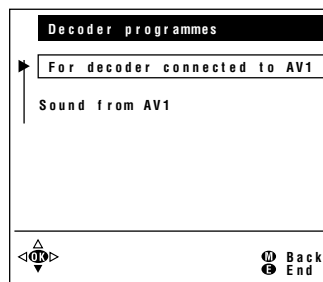 Decoder programmes
For decoder connected to AV1
Sound from AV1
OK
M Back
E End